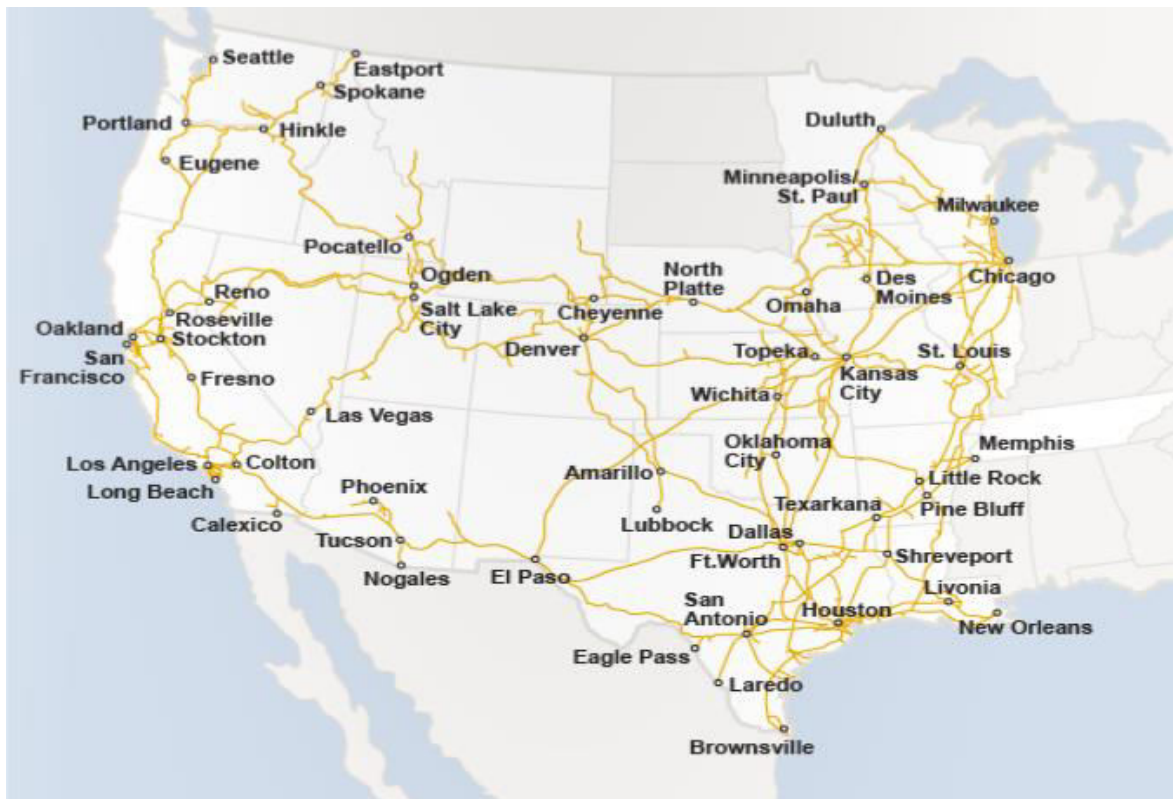 Seattle
Eastport
Spokane
Portland
Hinkle
Duluth
Eugene
Minneapolis/
St. Paul
Milwaukee
Pocatello
Ogden
North
Platte
Chicago
Des
Moines
Omaha
Reno
Cheyenne
Roseville
Salt Lake
City
Oakland
Stockton
Denver
Topeka
St. Louis
San
Francisco
Fresno
Kansas
City
Wichita
Las Vegas
Oklahoma
City
Memphis
Los Angeles
Colton
Amarillo
Little Rock
Long Beach
Phoenix
Texarkana
Pine Bluff
Calexico
Lubbock
Dallas
Tucson
Ft.Worth
Shreveport
El Paso
Nogales
Livonia
San
Antonio
Houston
New Orleans
Eagle Pass
Laredo
Brownsville